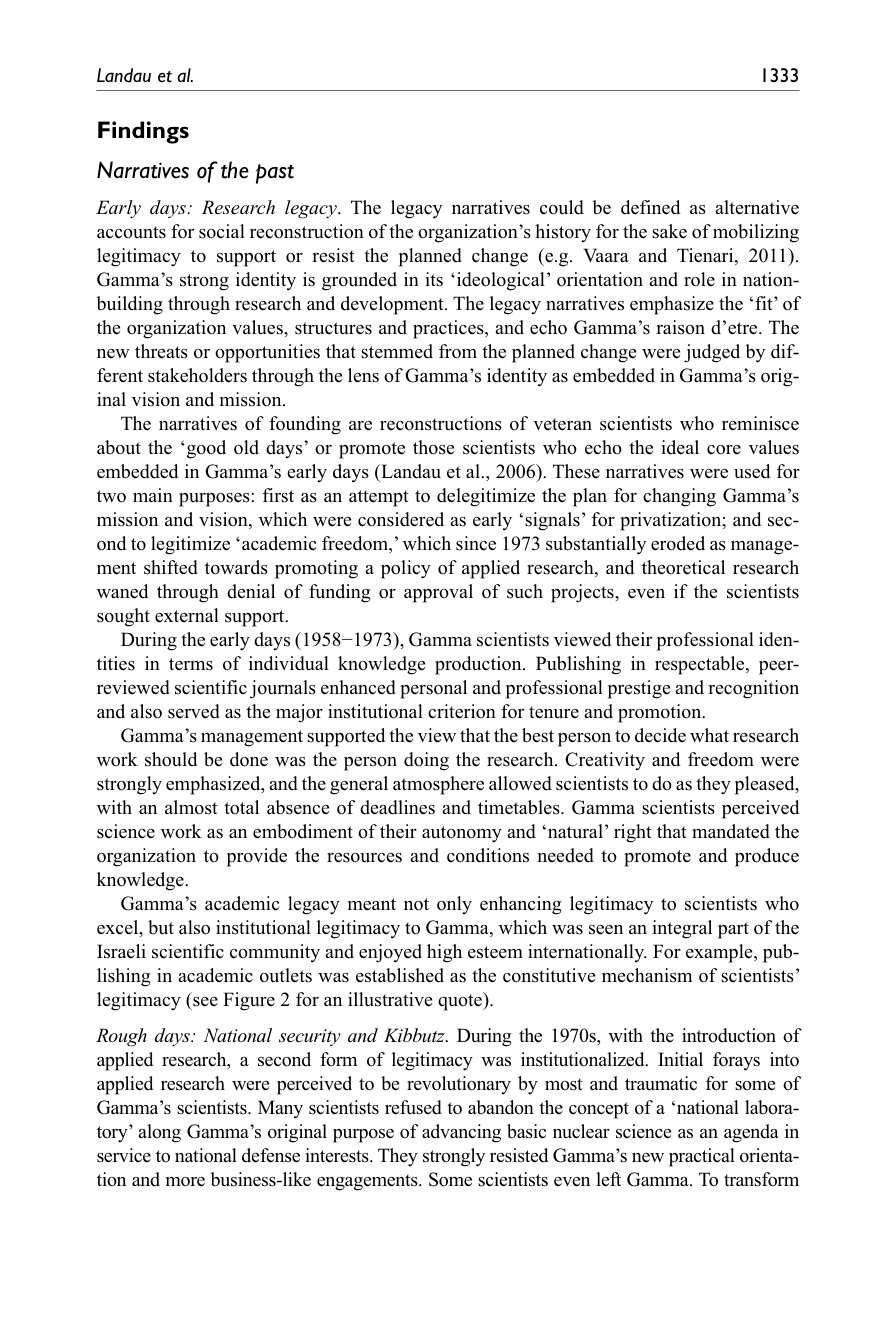 Landau et al. 1333
Findings
Narratives of the past
Early days: Research legacy. The legacy narratives could be defined as alternative
accounts for social reconstruction of the organization’s history for the sake of mobilizing
legitimacy to support or resist the planned change (e.g. Vaara and Tienari, 2011).
Gamma’s strong identity is grounded in its ‘ideological’ orientation and role in nation-
building through research and development. The legacy narratives emphasize the ‘fit’ of
the organization values, structures and practices, and echo Gamma’s raison d’etre. The
new threats or opportunities that stemmed from the planned change were judged by dif-
ferent stakeholders through the lens of Gamma’s identity as embedded in Gamma’s orig-
inal vision and mission.
The narratives of founding are reconstructions of veteran scientists who reminisce
about the ‘good old days’ or promote those scientists who echo the ideal core values
embedded in Gamma’s early days (Landau et al., 2006). These narratives were used for
two main purposes: first as an attempt to delegitimize the plan for changing Gamma’s
mission and vision, which were considered as early ‘signals’ for privatization; and sec-
ond to legitimize ‘academic freedom,’ which since 1973 substantially eroded as manage-
ment shifted towards promoting a policy of applied research, and theoretical research
waned through denial of funding or approval of such projects, even if the scientists
sought external support.
During the early days (1958−1973), Gamma scientists viewed their professional iden-
tities in terms of individual knowledge production. Publishing in respectable, peer-
reviewed scientific journals enhanced personal and professional prestige and recognition
and also served as the major institutional criterion for tenure and promotion.
Gamma’s management supported the view that the best person to decide what research
work should be done was the person doing the research. Creativity and freedom were
strongly emphasized, and the general atmosphere allowed scientists to do as they pleased,
with an almost total absence of deadlines and timetables. Gamma scientists perceived
science work as an embodiment of their autonomy and ‘natural’ right that mandated the
organization to provide the resources and conditions needed to promote and produce
knowledge.
Gamma’s academic legacy meant not only enhancing legitimacy to scientists who
excel, but also institutional legitimacy to Gamma, which was seen an integral part of the
Israeli scientific community and enjoyed high esteem internationally. For example, pub-
lishing in academic outlets was established as the constitutive mechanism of scientists’
legitimacy (see Figure 2 for an illustrative quote).
Rough days: National security and Kibbutz. During the 1970s, with the introduction of
applied research, a second form of legitimacy was institutionalized. Initial forays into
applied research were perceived to be revolutionary by most and traumatic for some of
Gamma’s scientists. Many scientists refused to abandon the concept of a ‘national labora-
tory’ along Gamma’s original purpose of advancing basic nuclear science as an agenda in
service to national defense interests. They strongly resisted Gamma’s new practical orienta-
tion and more business-like engagements. Some scientists even left Gamma. To transform